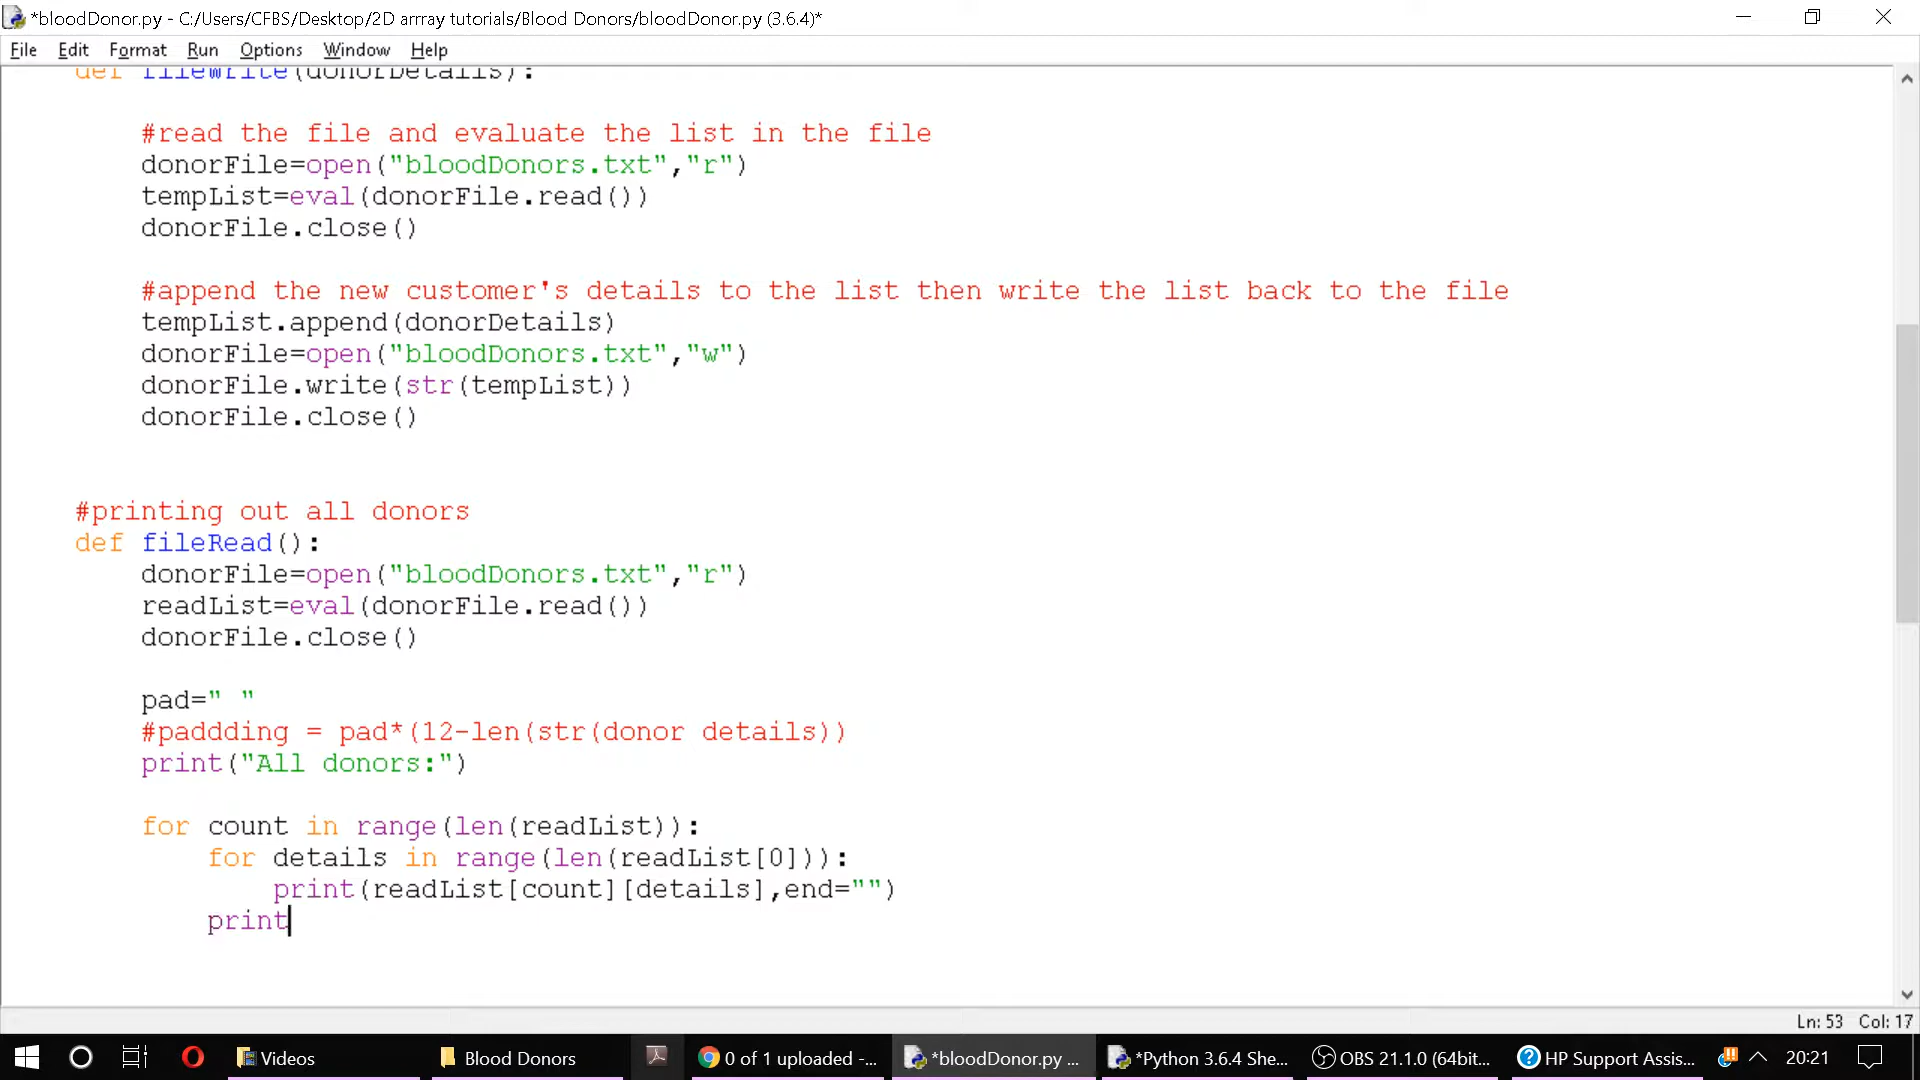 *bloodDonor.py - C:/Users/CFBS/Desktop/2D arrray tutorials/Blood Donors/bloodDonor.py (3.6.4)*
File Edit Format Run Options Window Help
def fileWrite(donorDetails):
#read the file and evaluate the list in the file
donorFile=open("bloodDonors.txt","r")
tempList=eval(donorFile.read())
donorFile.close()
#append the new customer's details to the list then write the list back to the file
tempList.append(donorDetails)
donorFile=open("bloodDonors.txt","w")
donorFile.write(str(tempList))
donorFile.close()
#printing out all donors
def fileRead():
donorFile=open("bloodDonors.txt","r")
readList=eval(donorFile.read())
donorFile.close()
pad=" "
#paddding = pad*(12-len(str(donor details))
print("All donors:")
for count in range(len(readList)):
for details in range(len(readList[0])):
print(readList[count][details],end="")
print
Ln: 53 Col: 17
Videos Blood Donors 0 of 1 uploaded -... *bloodDonor.py ... *Python 3.6.4 She... OBS 21.1.0 (64bit... HP Support Assis... 20:21